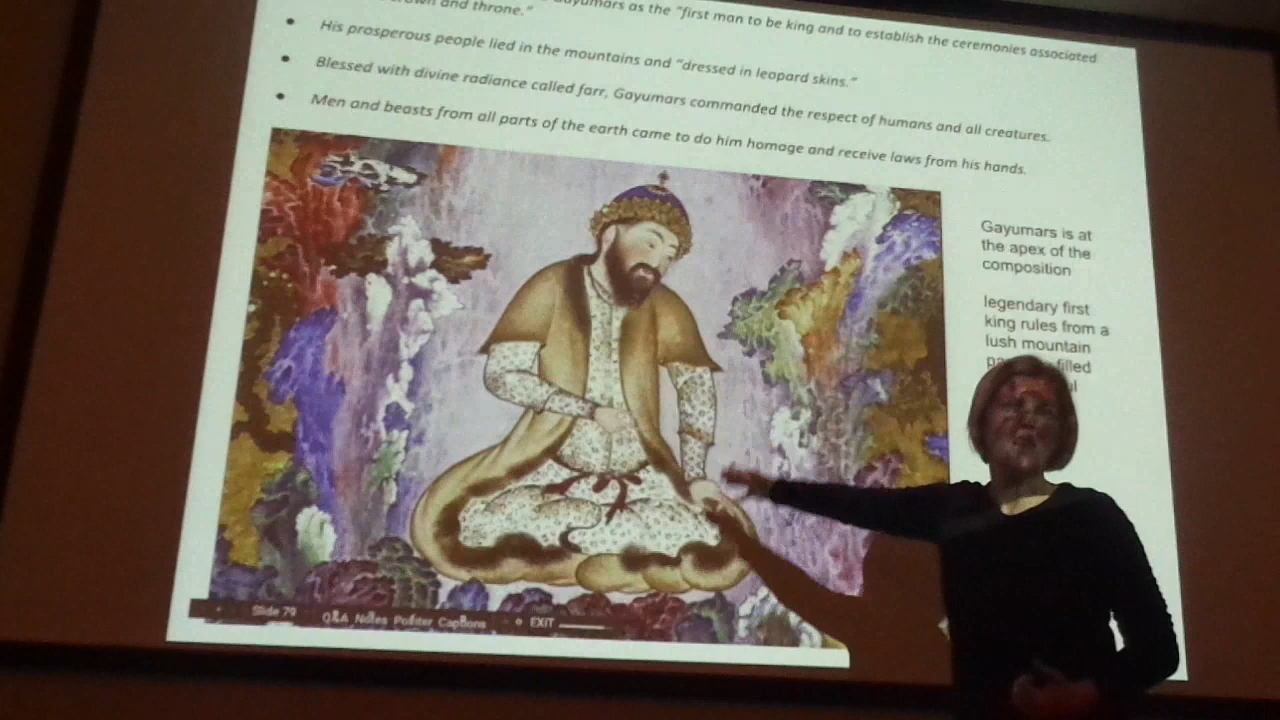 Gayumars as the "first man to be king and to establish the ceremonies associated
and throne."
• His prosperous people lied in the mountains and "dressed in leopard skins."
• Blessed with divine radiance called farr, Gayumars commanded the respect of humans and all creatures.
• Men and beasts from all parts of the earth came to do him homage and receive laws from his hands.
Gayumars is at
the apex of the
composition
legendary first
king rules from a
lush mountain
filled
Slide 79
Q&A Notes Pointer Captions
EXIT